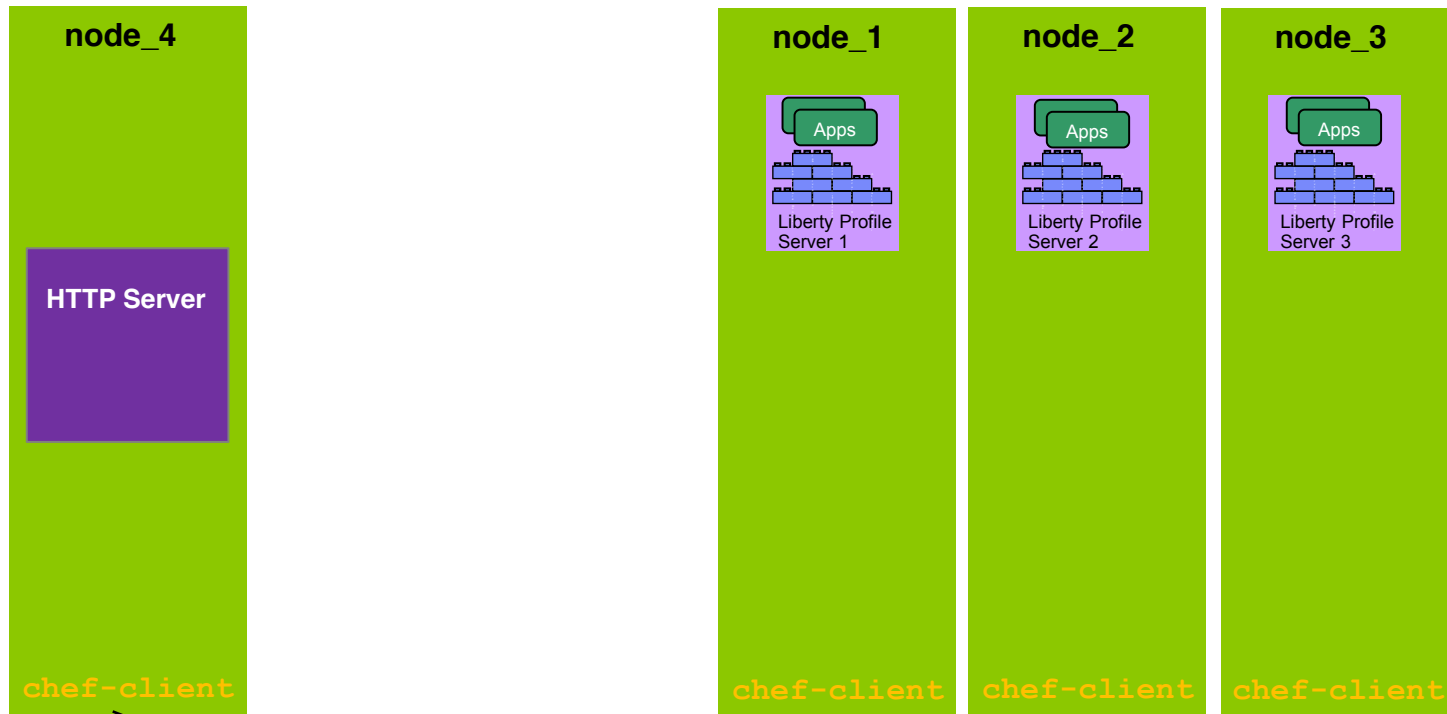 node_4
HTTP Server
chef-client
node_1
Apps
Liberty Profile
Server 1
chef-client
node_2
Apps
Liberty Profile
Server 2
chef-client
node_3
Apps
Liberty Profile
Server 3
chef-client